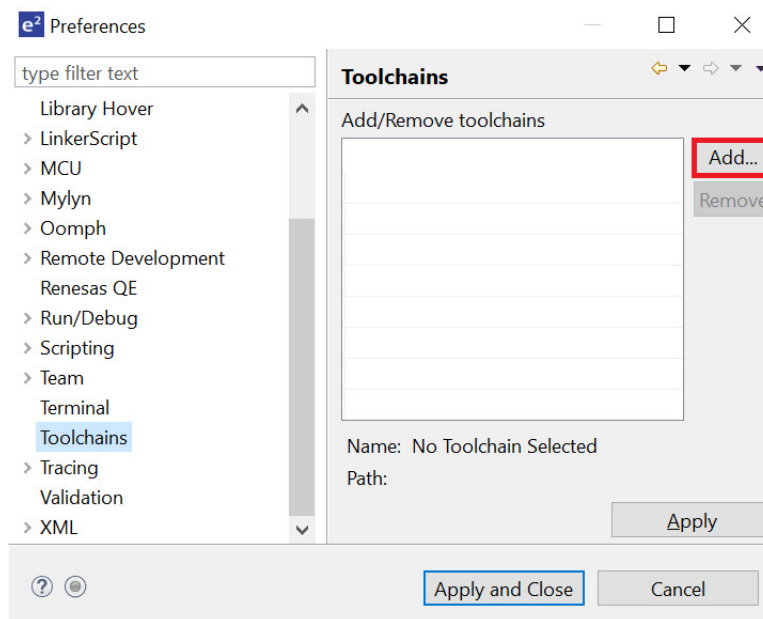 e² Preferences
type filter text
Library Hover
LinkerScript
MCU
Mylyn
Oomph
Remote Development
Renesas QE
Run/Debug
Scripting
Team
Terminal
Toolchains
Tracing
Validation
XML
Toolchains
Add/Remove toolchains
Add...
Remove
Name: No Toolchain Selected
Path:
Apply
?
Apply and Close
Cancel